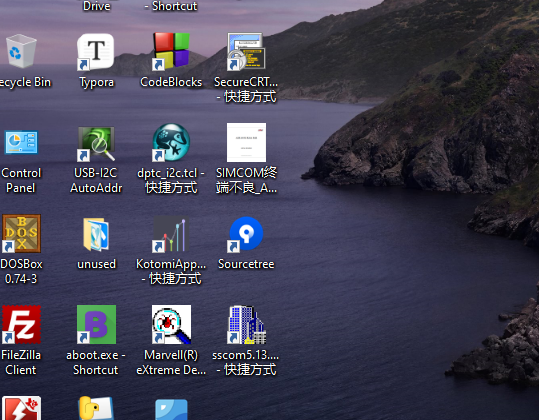 Drive
- Shortcut
ecycle Bin
Typora
CodeBlocks
SecureCRT...
- 快捷方式
Control
Panel
USB-I2C
AutoAddr
dptc_i2c.tcl -
快捷方式
SIMCOM终
端不良_A...
DOSBox
0.74-3
unused
KotomiApp...
- 快捷方式
Sourcetree
FileZilla
Client
aboot.exe -
Shortcut
Marvell(R)
eXtreme De...
sscom5.13....
- 快捷方式